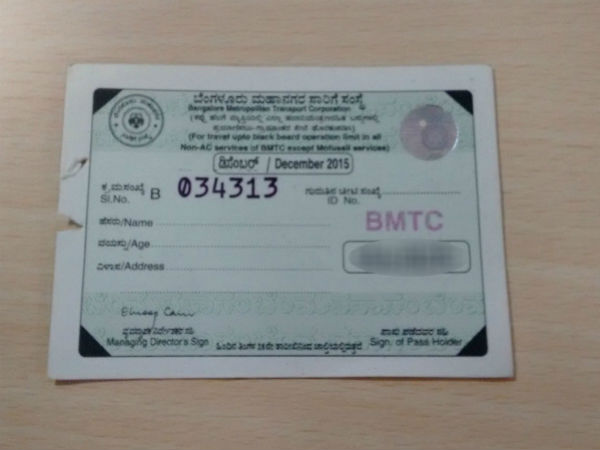 ಬೆಂಗಳೂರು ಮಹಾನಗರ ಸಾರಿಗೆ ಸಂಸ್ಥೆ
Bangalore Metropolitan Transport Corporation
(For travel upto black board operation limit in all
Non-AC services of BMTC except Mofussil services)
ಡಿಸೆಂಬರ್ / December 2015
ಕ್ರಮಸಂಖ್ಯೆ
Sl.No. B 034313
ಗುರುತಿನ ಚೀಟಿ ಸಂಖ್ಯೆ
ID No.
ಹೆಸರು/Name
BMTC
ವಯಸ್ಸು/Age
ವಿಳಾಸ/Address
ವ್ಯವಸ್ಥಾಪಕ ನಿರ್ದೇಶಕರ ಸಹಿ
Managing Director's Sign
ಪಾಸು ಪಡೆದವರ ಸಹಿ
Sign. of Pass Holder